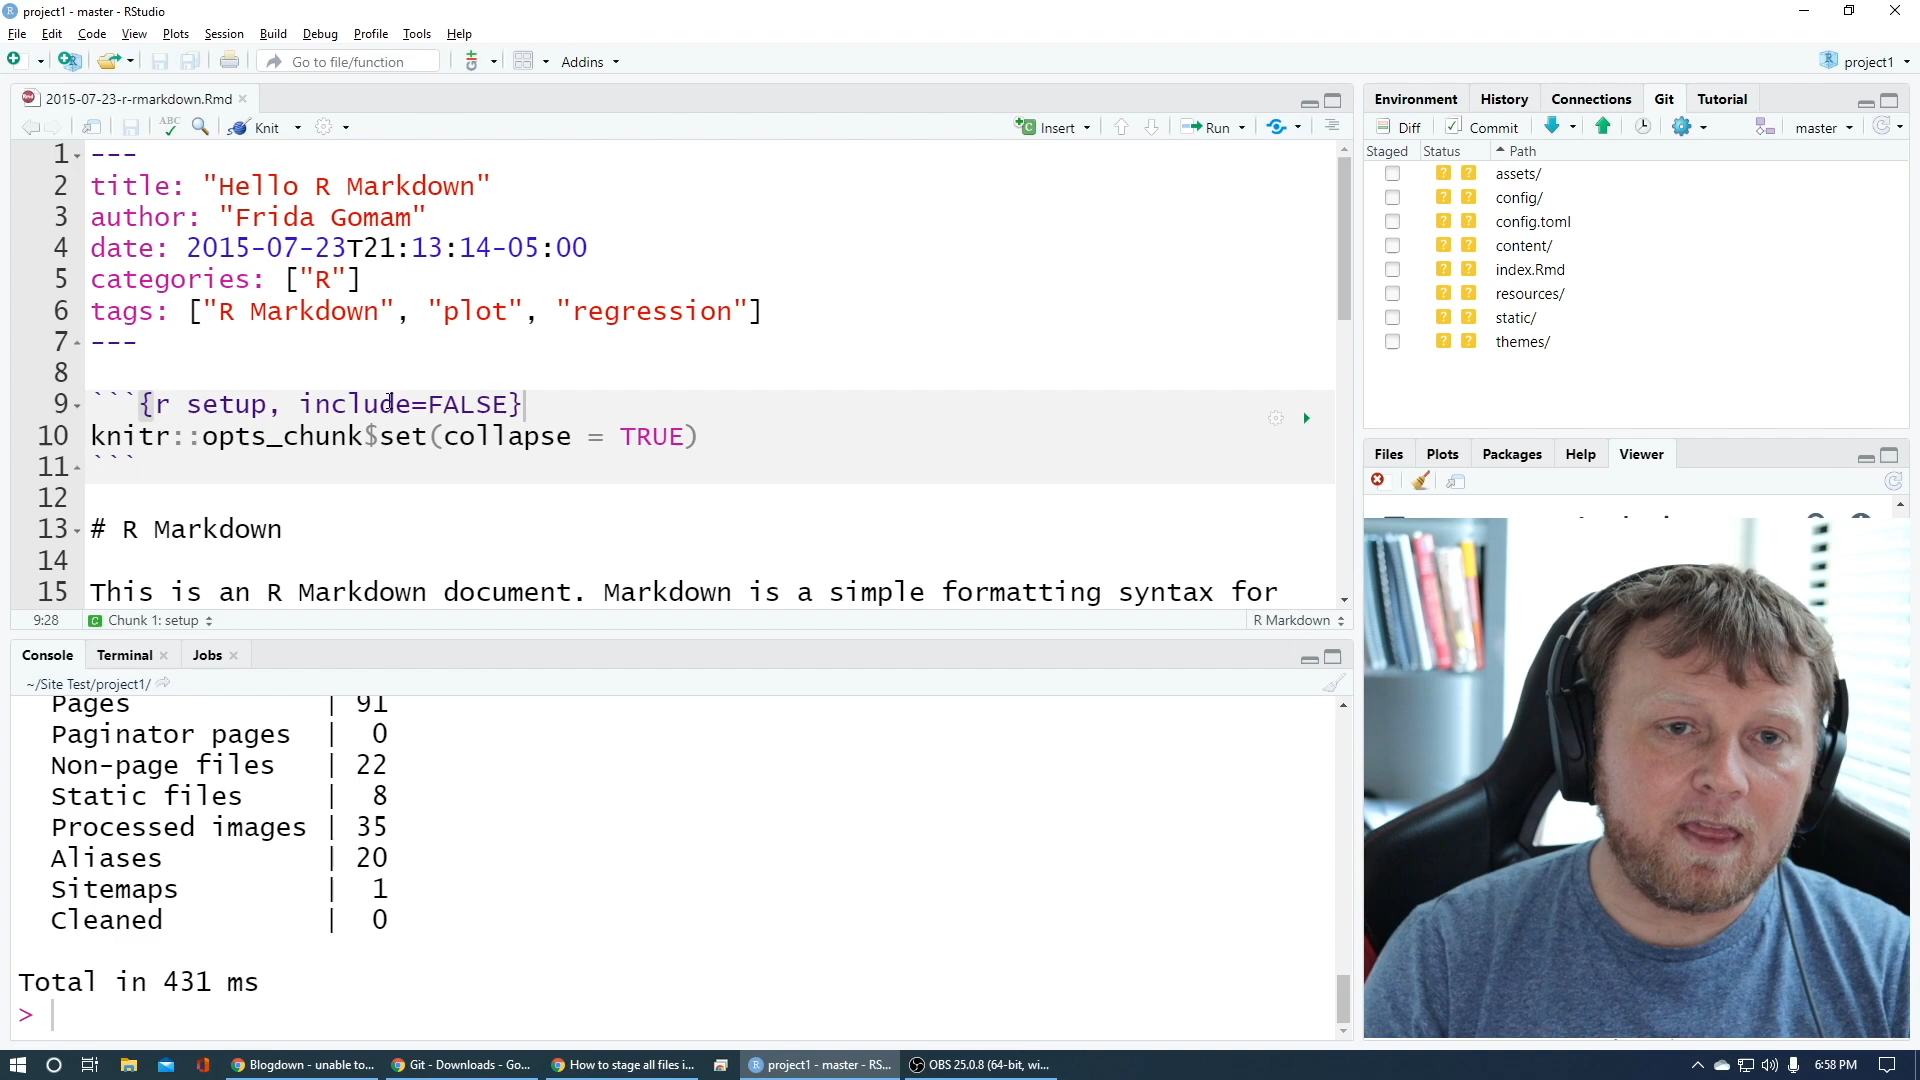 project1 - master - RStudio
File Edit Code View Plots Session Build Debug Profile Tools Help
Go to file/function
Addins
project1
2015-07-23-r-rmarkdown.Rmd
ABC
Knit
Insert
Run
1 ---
2 title: "Hello R Markdown"
3 author: "Frida Gomam"
4 date: 2015-07-23T21:13:14-05:00
5 categories: ["R"]
6 tags: ["R Markdown", "plot", "regression"]
7 ---
8
9 ```{r setup, include=FALSE}
10 knitr::opts_chunk$set(collapse = TRUE)
11 ```
12
13 # R Markdown
14
15 This is an R Markdown document. Markdown is a simple formatting syntax for
9:28 Chunk 1: setup R Markdown
Console Terminal Jobs
~/Site Test/project1/
Pages | 91
Paginator pages | 0
Non-page files | 22
Static files | 8
Processed images | 35
Aliases | 20
Sitemaps | 1
Cleaned | 0
Total in 431 ms
>
Environment History Connections Git Tutorial
Diff Commit master
Staged Status Path
? ? assets/
? ? config/
? ? config.toml
? ? content/
? ? index.Rmd
? ? resources/
? ? static/
? ? themes/
Files Plots Packages Help Viewer
Blogdown - unable to...
Git - Downloads - Go...
How to stage all files i...
project1 - master - RS...
OBS 25.0.8 (64-bit, wi...
6:58 PM